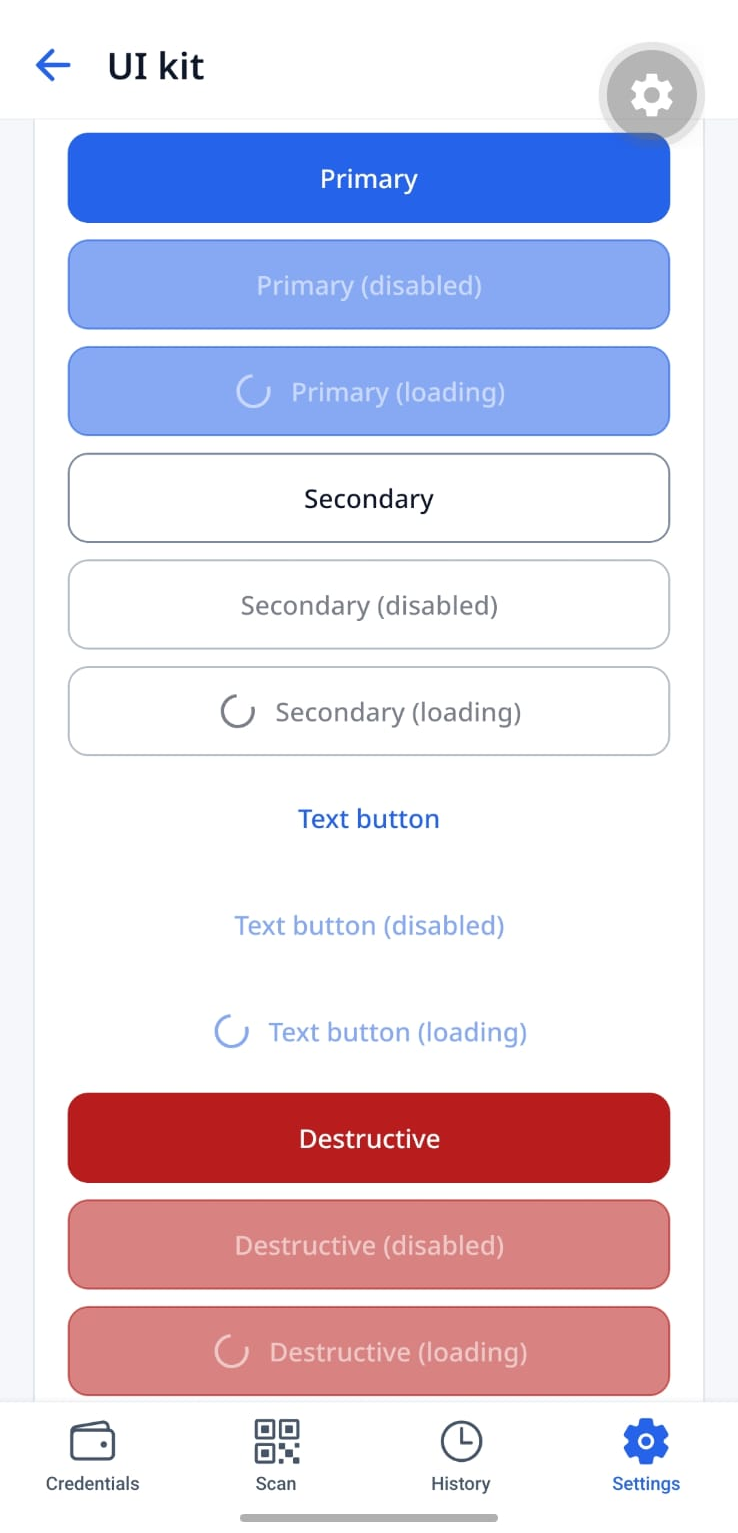 UI kit
Primary
Primary (disabled)
Primary (loading)
Secondary
Secondary (disabled)
Secondary (loading)
Text button
Text button (disabled)
Text button (loading)
Destructive
Destructive (disabled)
Destructive (loading)
Credentials
Scan
History
Settings